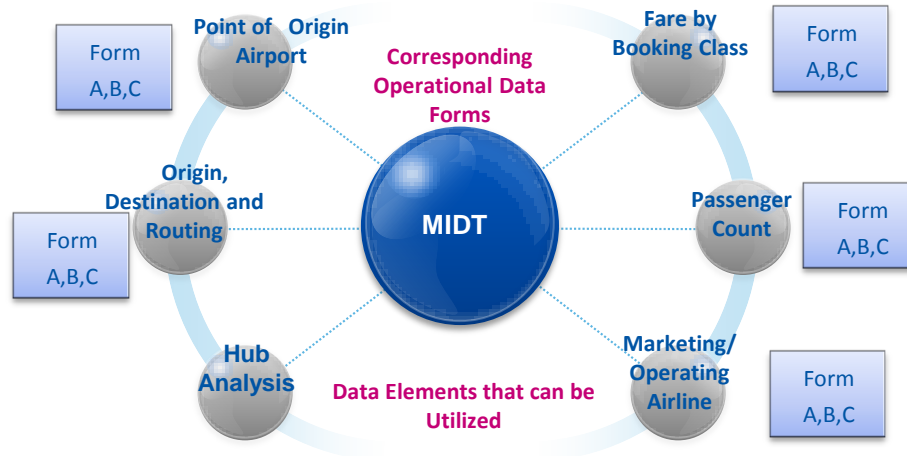 Point of Origin
Airport
Form
A,B,C
Corresponding
Operational Data
Forms
Fare by
Booking Class
Form
A,B,C
Origin,
Destination and
Routing
Form
A,B,C
MIDT
Passenger
Count
Form
A,B,C
Hub
Analysis
Data Elements that can be
Utilized
Marketing/
Operating
Airline
Form
A,B,C